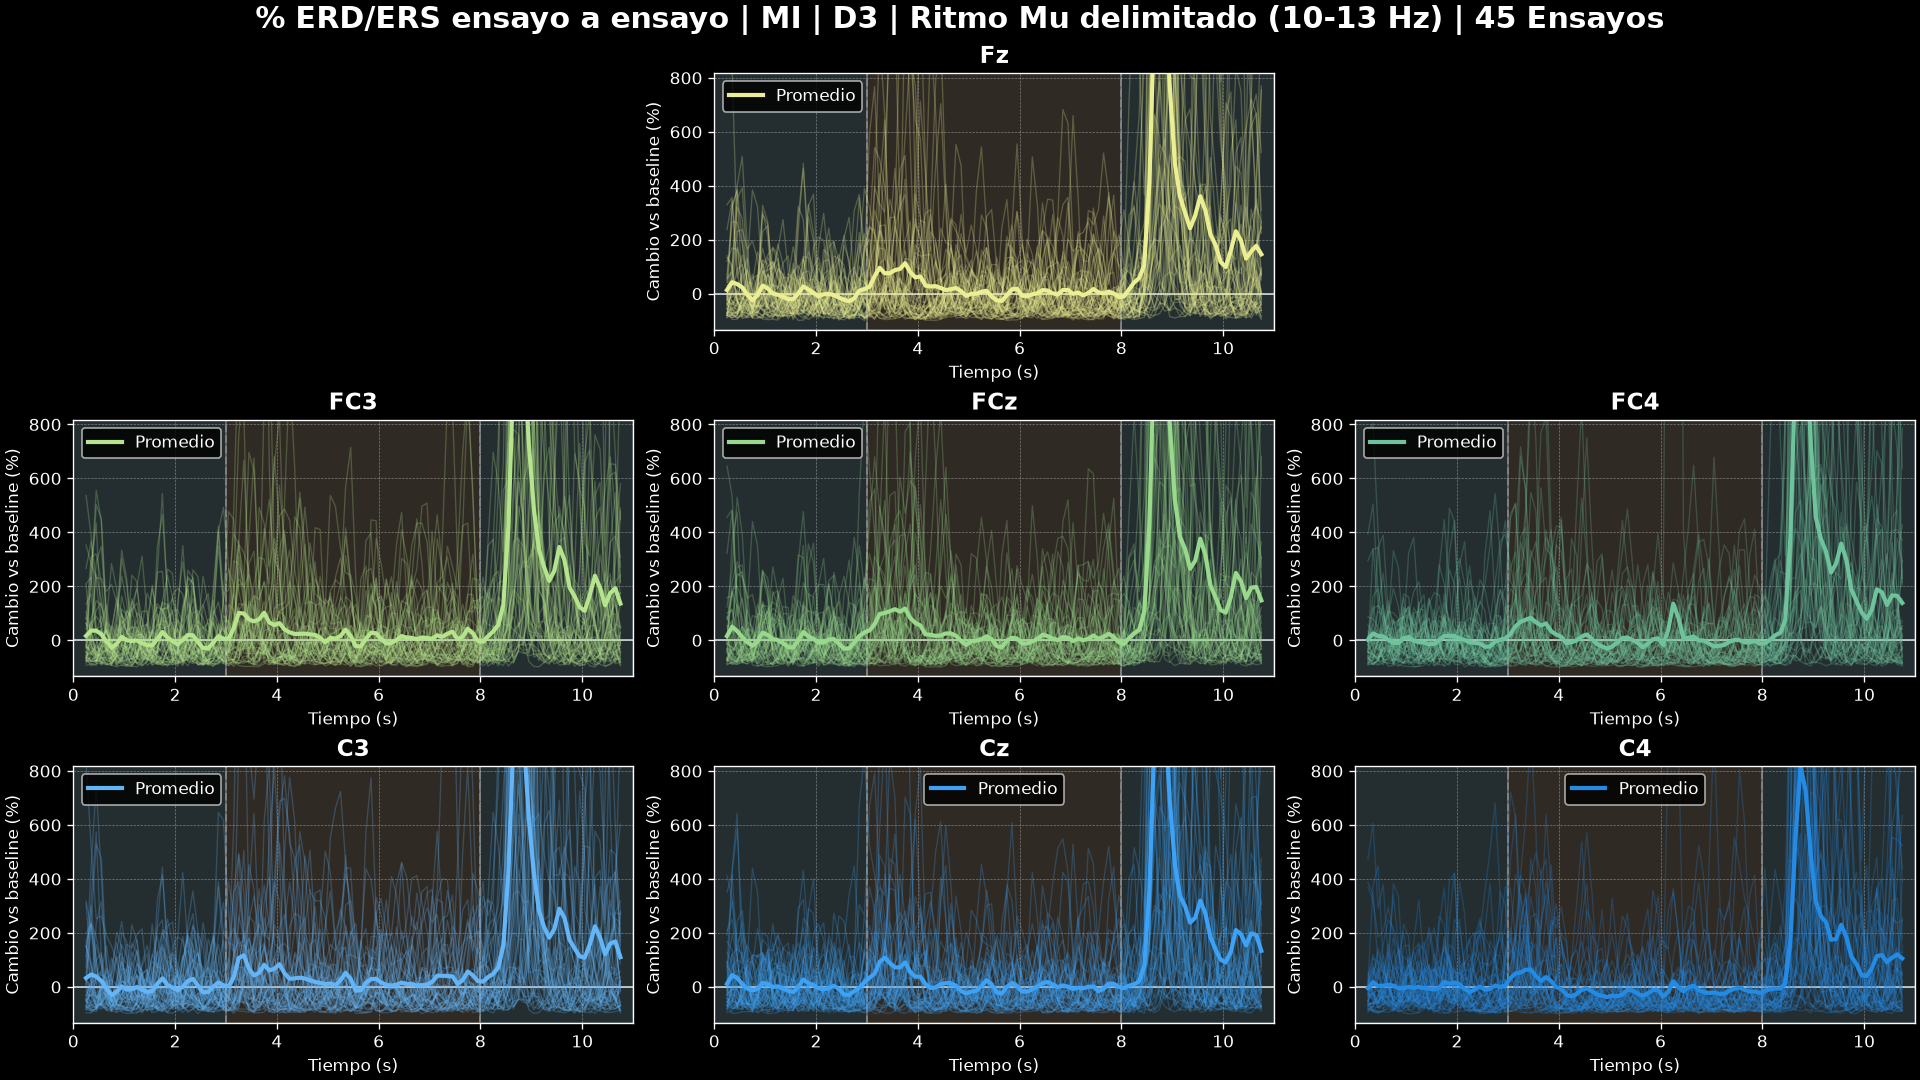 % ERD/ERS ensayo a ensayo | MI | D3 | Ritmo Mu delimitado (10-13 Hz) | 45 Ensayos
Fz
Cambio vs baseline (%)
800
600
400
200
0
Promedio
0 2 4 6 8 10
Tiempo (s)
FC3
Cambio vs baseline (%)
800
600
400
200
0
Promedio
0 2 4 6 8 10
Tiempo (s)
FCz
Cambio vs baseline (%)
800
600
400
200
0
Promedio
0 2 4 6 8 10
Tiempo (s)
FC4
Cambio vs baseline (%)
800
600
400
200
0
Promedio
0 2 4 6 8 10
Tiempo (s)
C3
Cambio vs baseline (%)
800
600
400
200
0
Promedio
0 2 4 6 8 10
Tiempo (s)
Cz
Cambio vs baseline (%)
800
600
400
200
0
Promedio
0 2 4 6 8 10
Tiempo (s)
C4
Cambio vs baseline (%)
800
600
400
200
0
Promedio
0 2 4 6 8 10
Tiempo (s)